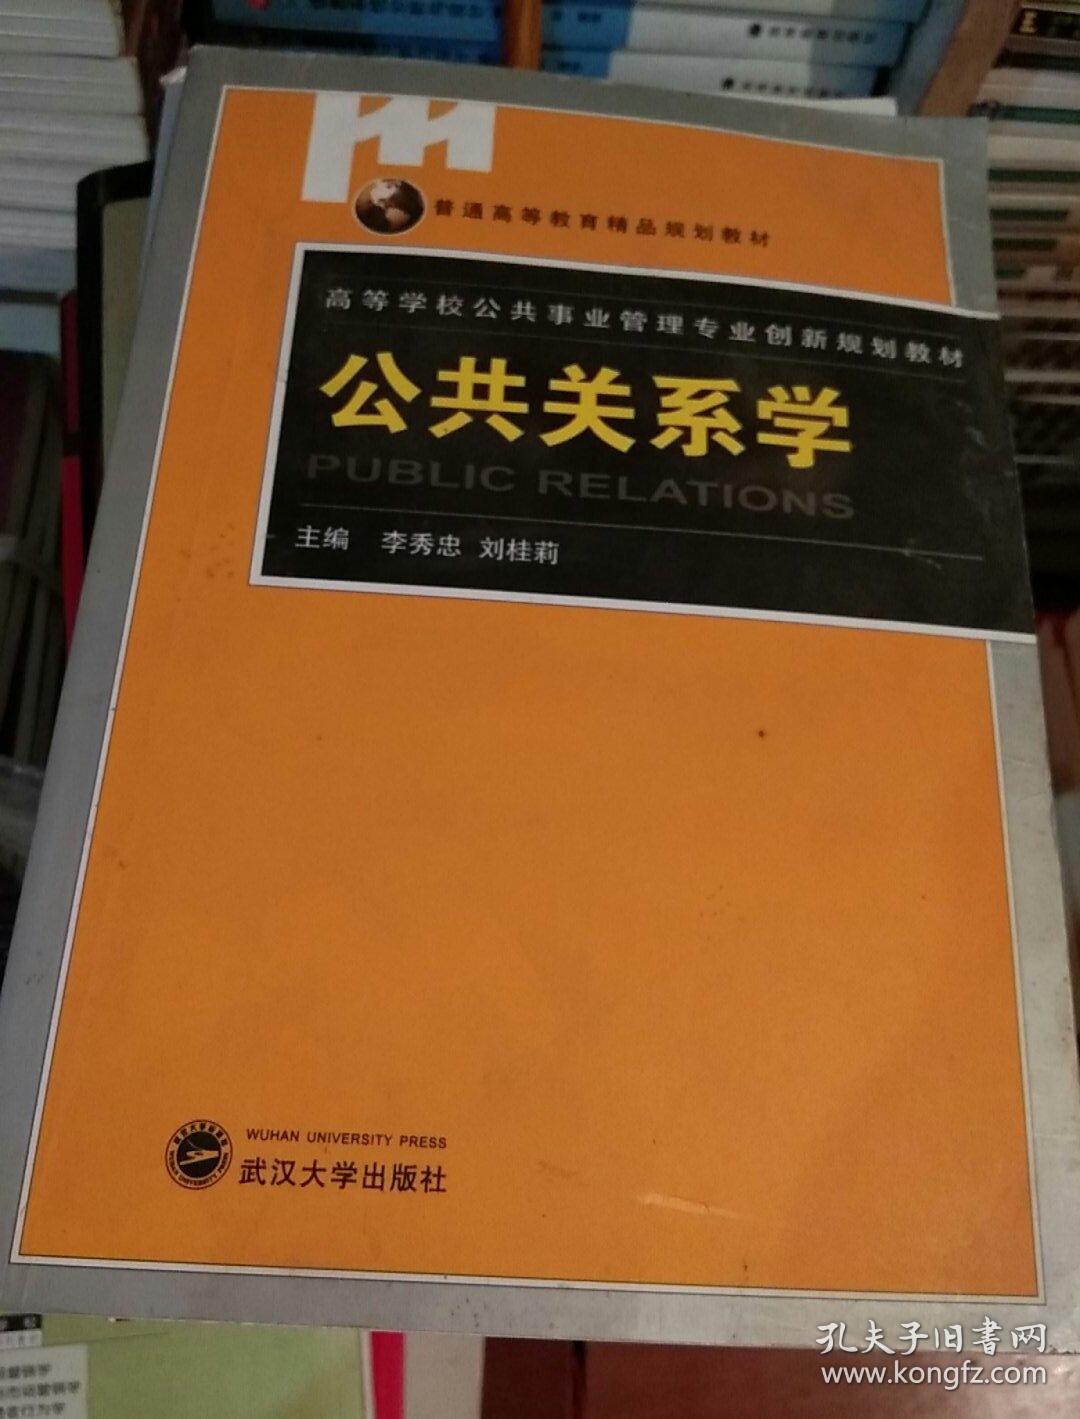 普通高等教育精品规划教材
高等学校公共事业管理专业创新规划教材
公共关系学
PUBLIC RELATIONS
主编 李秀忠 刘桂莉
WUHAN UNIVERSITY PRESS
武汉大学出版社
孔夫子旧書网
www.kongfz.com